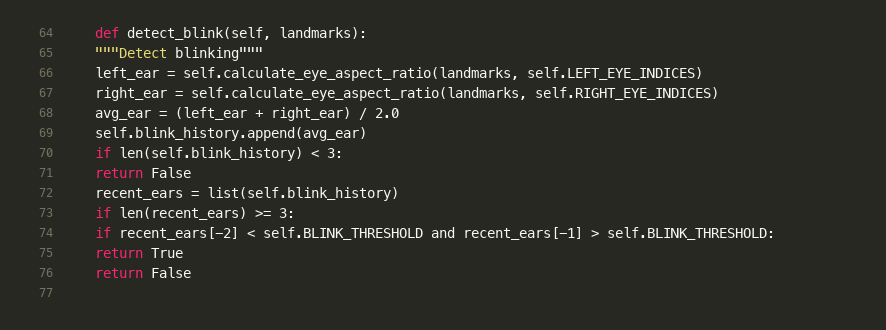 64 def detect_blink(self, landmarks):
65 """Detect blinking"""
66 left_ear = self.calculate_eye_aspect_ratio(landmarks, self.LEFT_EYE_INDICES)
67 right_ear = self.calculate_eye_aspect_ratio(landmarks, self.RIGHT_EYE_INDICES)
68 avg_ear = (left_ear + right_ear) / 2.0
69 self.blink_history.append(avg_ear)
70 if len(self.blink_history) < 3:
71 return False
72 recent_ears = list(self.blink_history)
73 if len(recent_ears) >= 3:
74 if recent_ears[-2] < self.BLINK_THRESHOLD and recent_ears[-1] > self.BLINK_THRESHOLD:
75 return True
76 return False
77